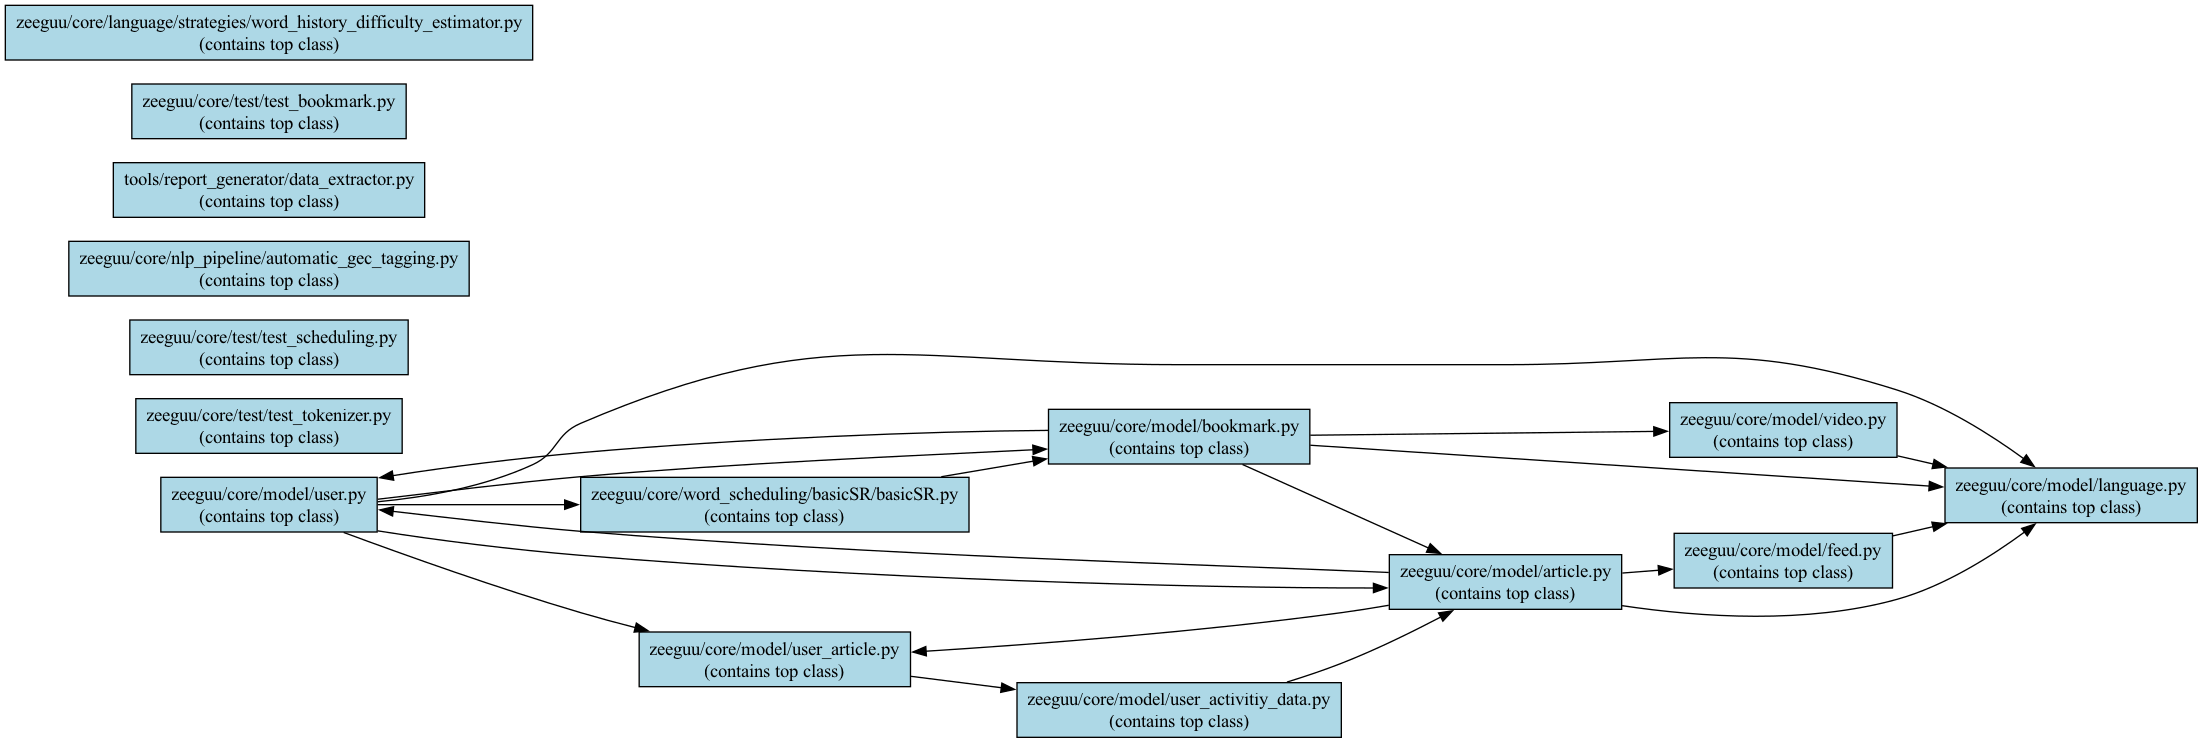 zeeguu/core/language/strategies/word_history_difficulty_estimator.py
(contains top class)
zeeguu/core/test/test_bookmark.py
(contains top class)
tools/report_generator/data_extractor.py
(contains top class)
zeeguu/core/nlp_pipeline/automatic_gec_tagging.py
(contains top class)
zeeguu/core/test/test_scheduling.py
(contains top class)
zeeguu/core/test/test_tokenizer.py
(contains top class)
zeeguu/core/model/user.py
(contains top class)
zeeguu/core/word_scheduling/basicSR/basicSR.py
(contains top class)
zeeguu/core/model/bookmark.py
(contains top class)
zeeguu/core/model/video.py
(contains top class)
zeeguu/core/model/language.py
(contains top class)
zeeguu/core/model/feed.py
(contains top class)
zeeguu/core/model/article.py
(contains top class)
zeeguu/core/model/user_article.py
(contains top class)
zeeguu/core/model/user_activitiy_data.py
(contains top class)